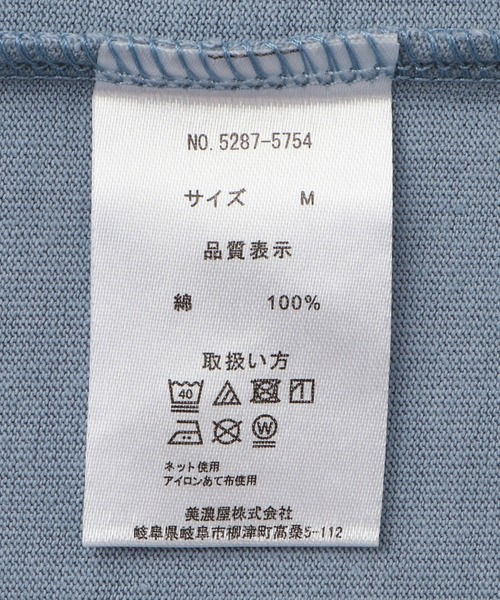 NO. 5287-5754
サイズ M
品質表示
綿 100%
取扱い方
40
W
ネット使用
アイロンあて布使用
美濃屋株式会社
岐阜県岐阜市柳津町高桑5-112